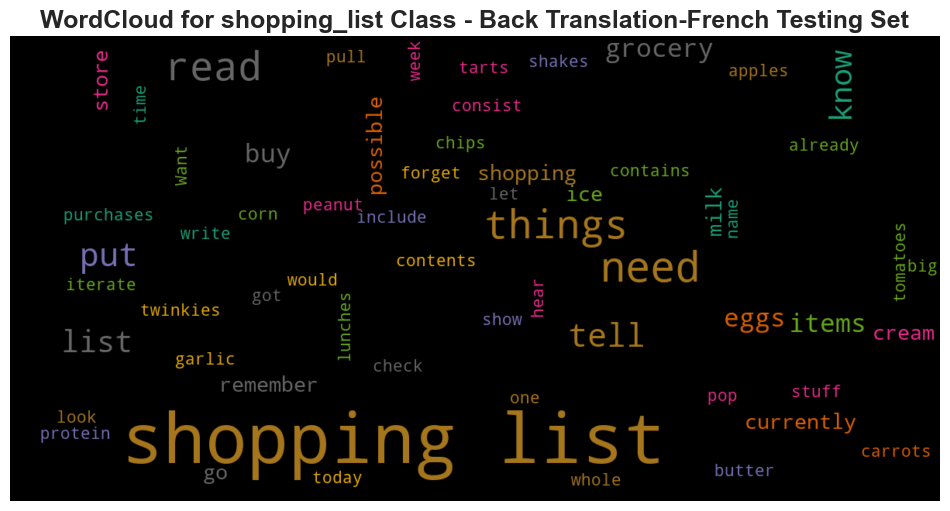 WordCloud for shopping_list Class - Back Translation-French Testing Set
store
time
read
pull
week
tarts
shakes
grocery
apples
know
consist
possible
chips
already
Want
buy
forget
shopping
contains
let
ice
milk
name
purchases
corn
peanut
include
write
things
put
contents
need
tomatoes
big
iterate
got
would
twinkies
lunches
hear
show
eggs
items
cream
list
tell
garlic
check
remember
one
pop
stuff
look
protein
shopping list
currently
carrots
go
today
whole
butter